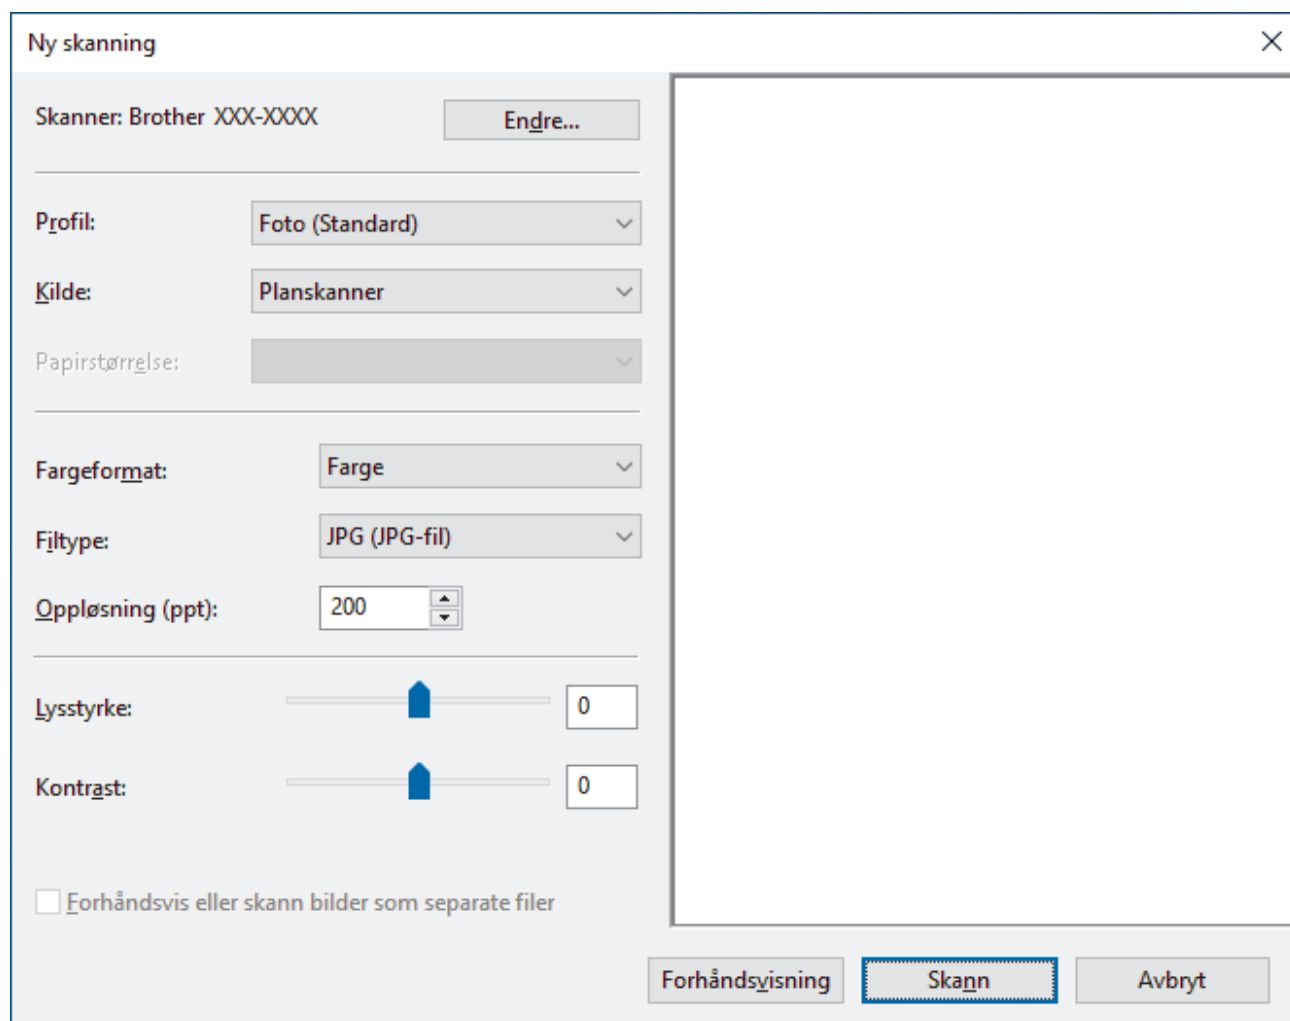 Ny skanning
Skanner: Brother XXX-XXXX
Endre...
Profil:
Foto (Standard)
Kilde:
Planskanner
Papirstørrelse:
Fargeformat:
Farge
Filtype:
JPG (JPG-fil)
Oppløsning (ppt):
200
Lysstyrke:
0
Kontrast:
0
Forhåndsvis eller skann bilder som separate filer
Forhåndsvisning
Skann
Avbryt